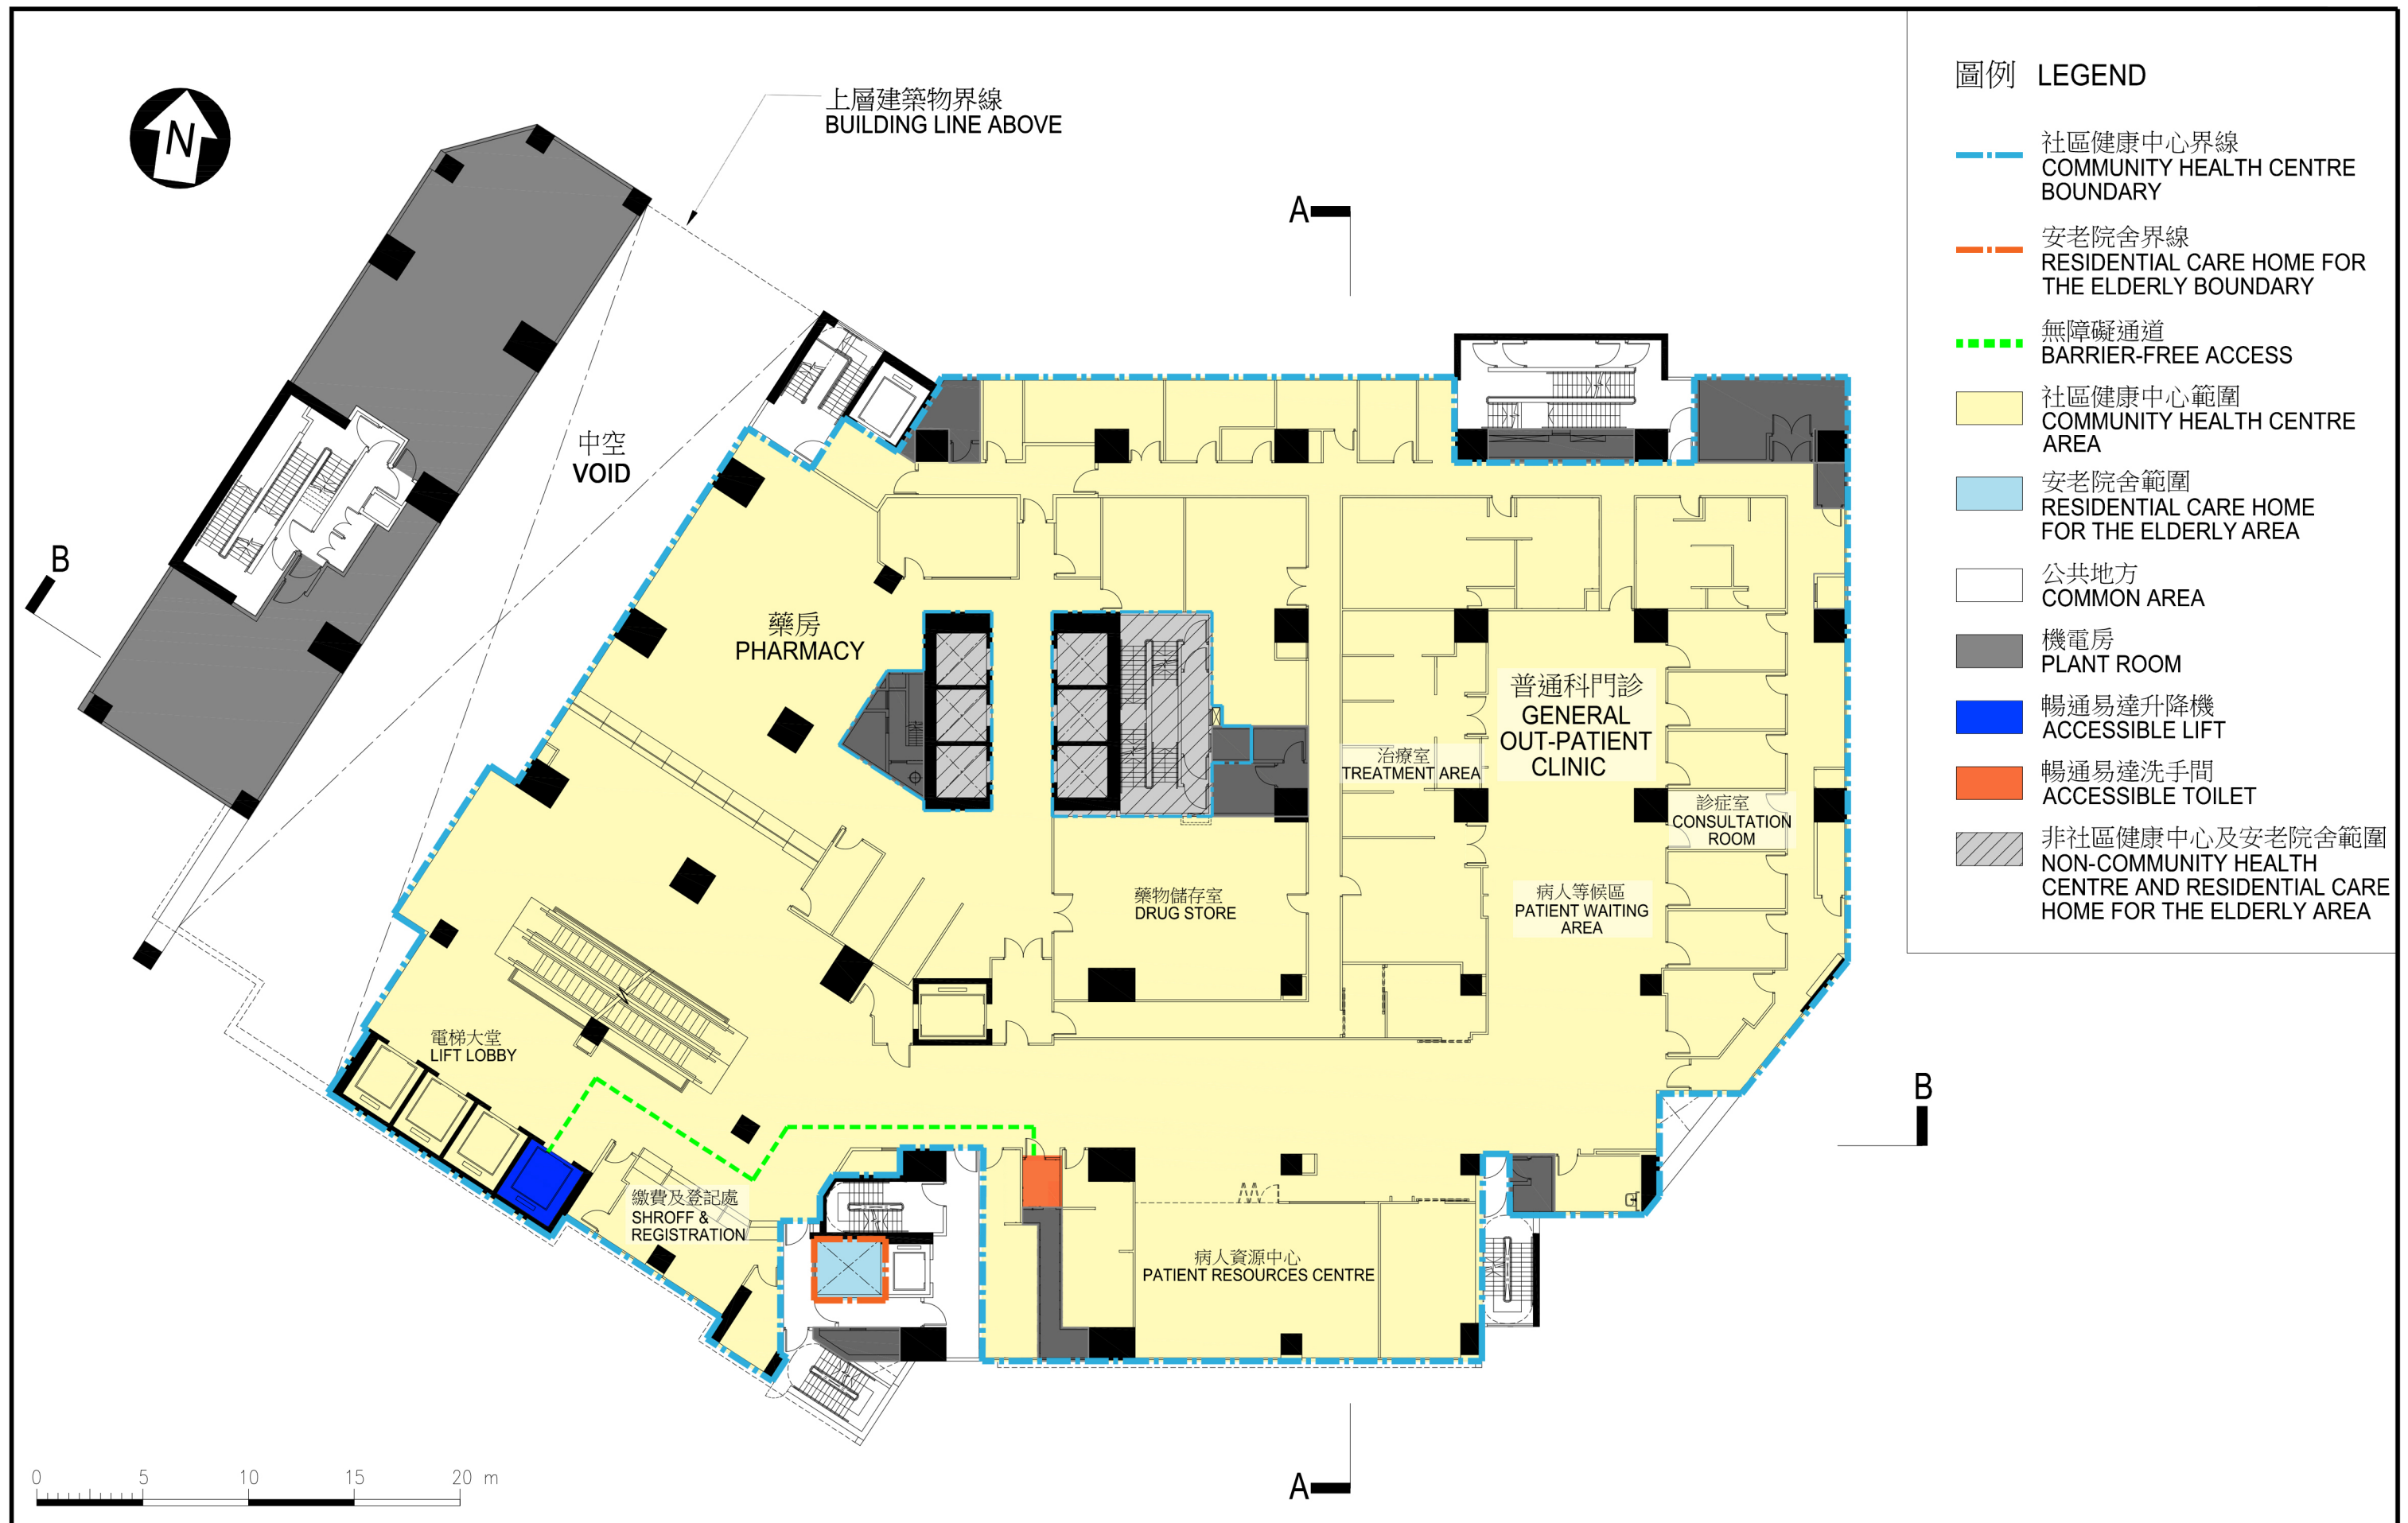 N
上層建築物界線
BUILDING LINE ABOVE
A
中空
VOID
B
藥房
PHARMACY
普通科門診
GENERAL
OUT-PATIENT
CLINIC
治療室
TREATMENT AREA
診症室
CONSULTATION
ROOM
藥物儲存室
DRUG STORE
病人等候區
PATIENT WAITING
AREA
電梯大堂
LIFT LOBBY
B
繳費及登記處
SHROFF &
REGISTRATION
病人資源中心
PATIENT RESOURCES CENTRE
A
0 5 10 15 20 m
圖例 LEGEND
社區健康中心界線
COMMUNITY HEALTH CENTRE
BOUNDARY
安老院舍界線
RESIDENTIAL CARE HOME FOR
THE ELDERLY BOUNDARY
無障礙通道
BARRIER-FREE ACCESS
社區健康中心範圍
COMMUNITY HEALTH CENTRE
AREA
安老院舍範圍
RESIDENTIAL CARE HOME
FOR THE ELDERLY AREA
公共地方
COMMON AREA
機電房
PLANT ROOM
暢通易達升降機
ACCESSIBLE LIFT
暢通易達洗手間
ACCESSIBLE TOILET
非社區健康中心及安老院舍範圍
NON-COMMUNITY HEALTH
CENTRE AND RESIDENTIAL CARE
HOME FOR THE ELDERLY AREA